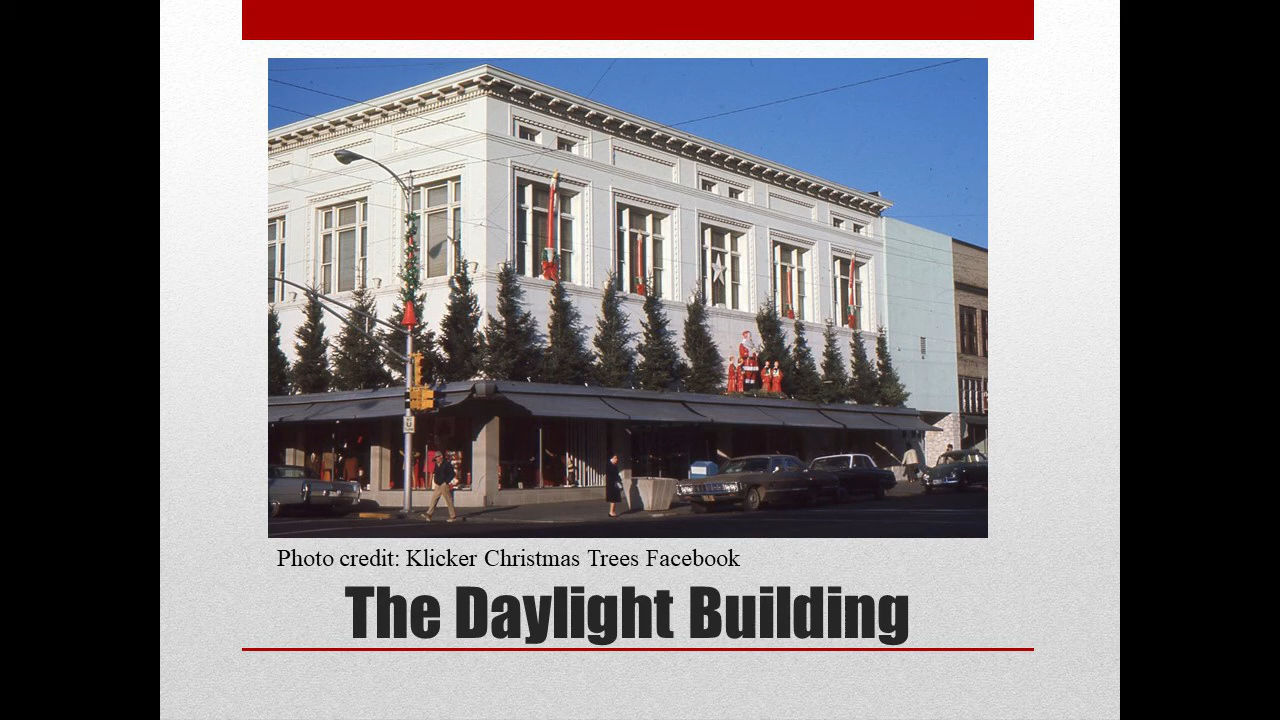 Photo credit: Klicker Christmas Trees Facebook
The Daylight Building